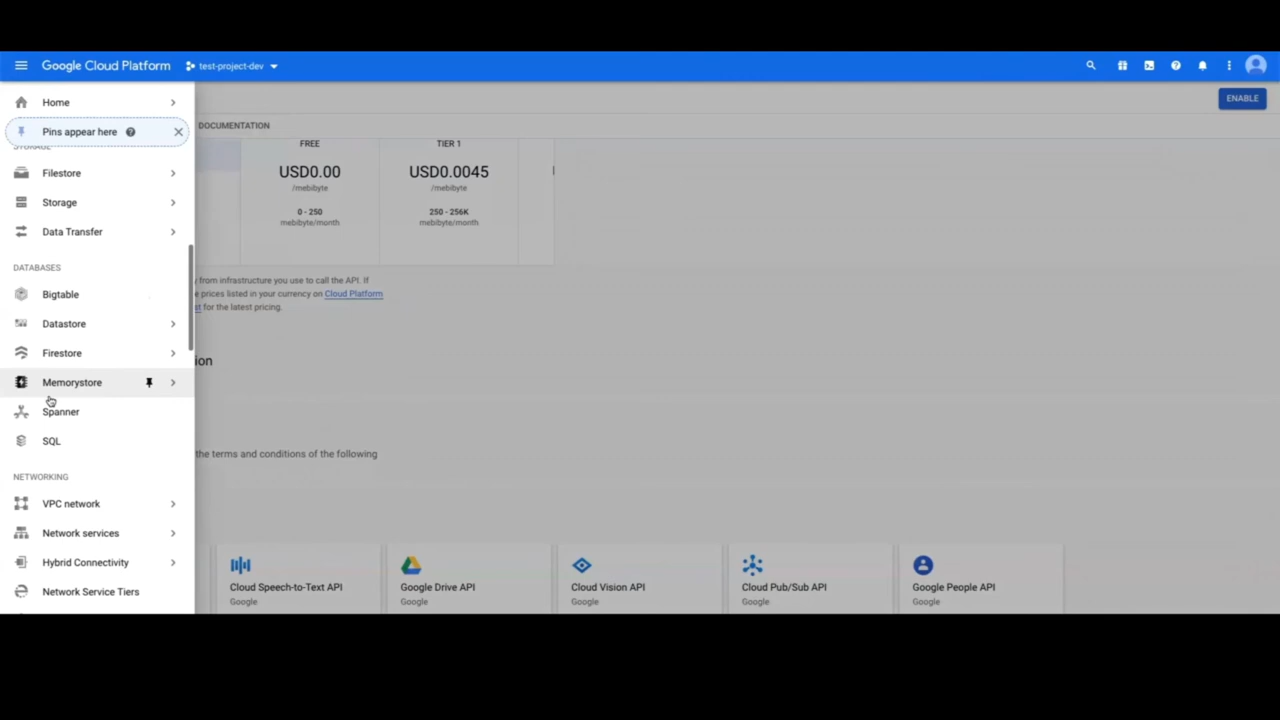 Google Cloud Platform
test-project-dev
Home
Pins appear here
STORAGE
Filestore
Storage
Data Transfer
DATABASES
Bigtable
Datastore
Firestore
Memorystore
Spanner
SQL
NETWORKING
VPC network
Network services
Hybrid Connectivity
Network Service Tiers
ENABLE
DOCUMENTATION
FREE
USD0.00
/mebibyte
0 - 250
mebibyte/month
TIER 1
USD0.0045
/mebibyte
250 - 256K
mebibyte/month
from infrastructure you use to call the API. If
prices listed in your currency on Cloud Platform
for the latest pricing.
ion
the terms and conditions of the following
Cloud Speech-to-Text API
Google
Google Drive API
Google
Cloud Vision API
Google
Cloud Pub/Sub API
Google
Google People API
Google